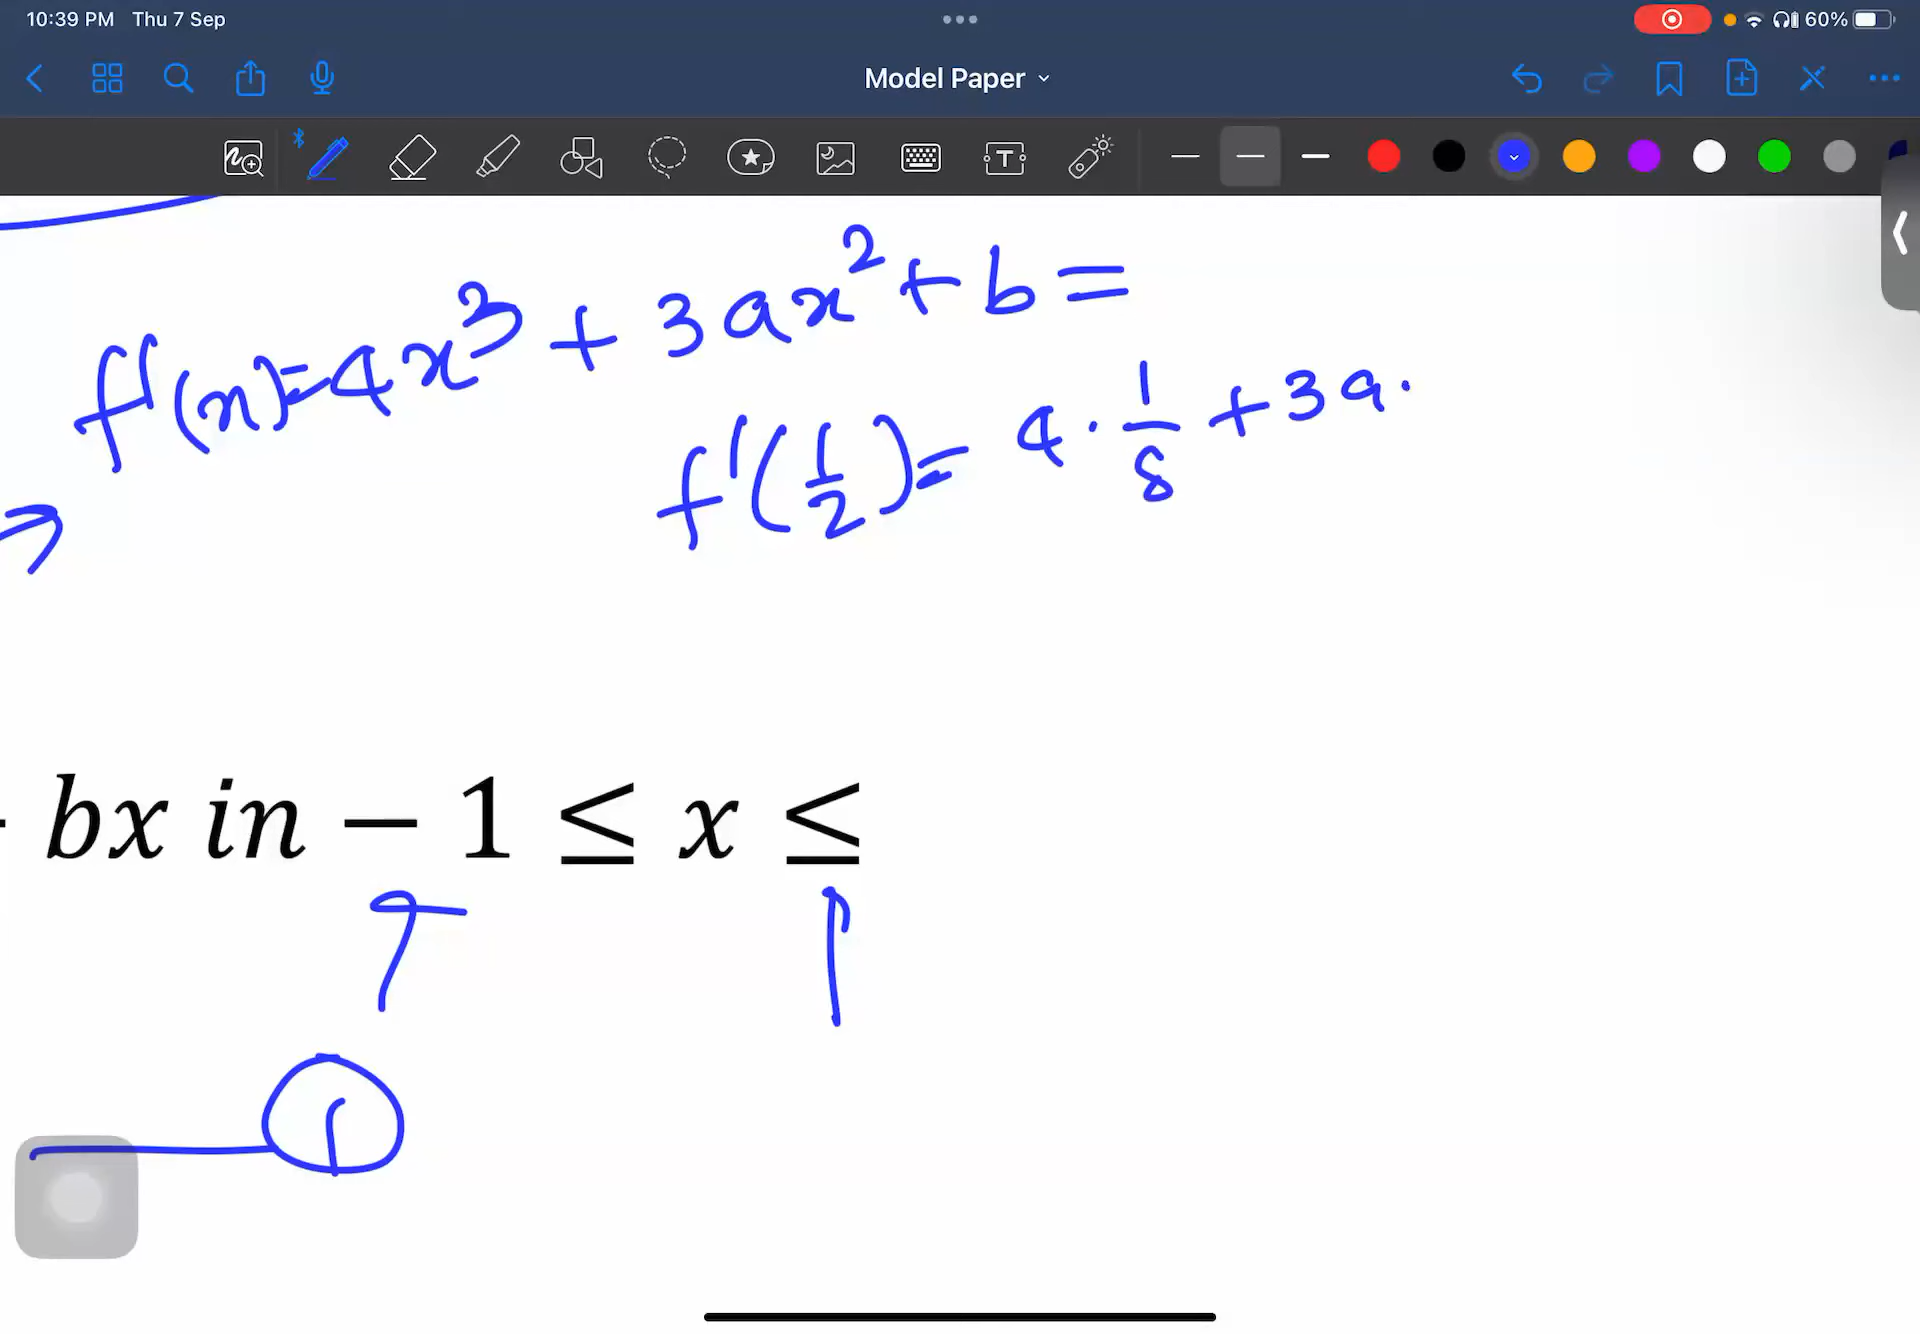 10:39 PM Thu 7 Sep
60%
Model Paper
T
f'(x)=4x³ + 3ax² + b =
f'(1/2) = 4 · 1/8 + 3a ·
bx in − 1 ≤ x ≤
1